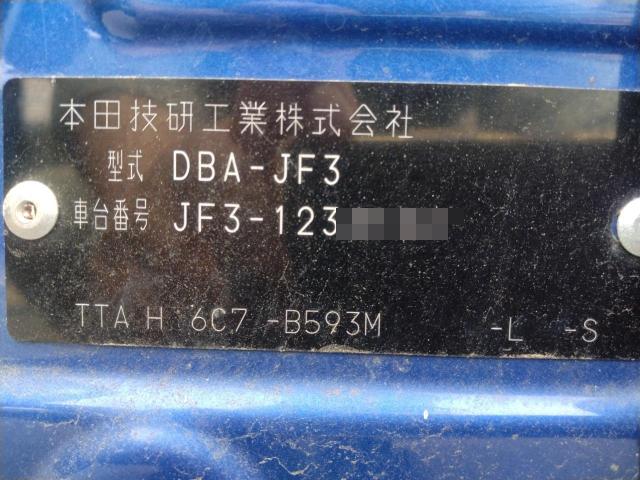 本田技研工業株式会社
型式 DBA-JF3
車台番号 JF3-123
TTA H 6C7 -B593M -L -S